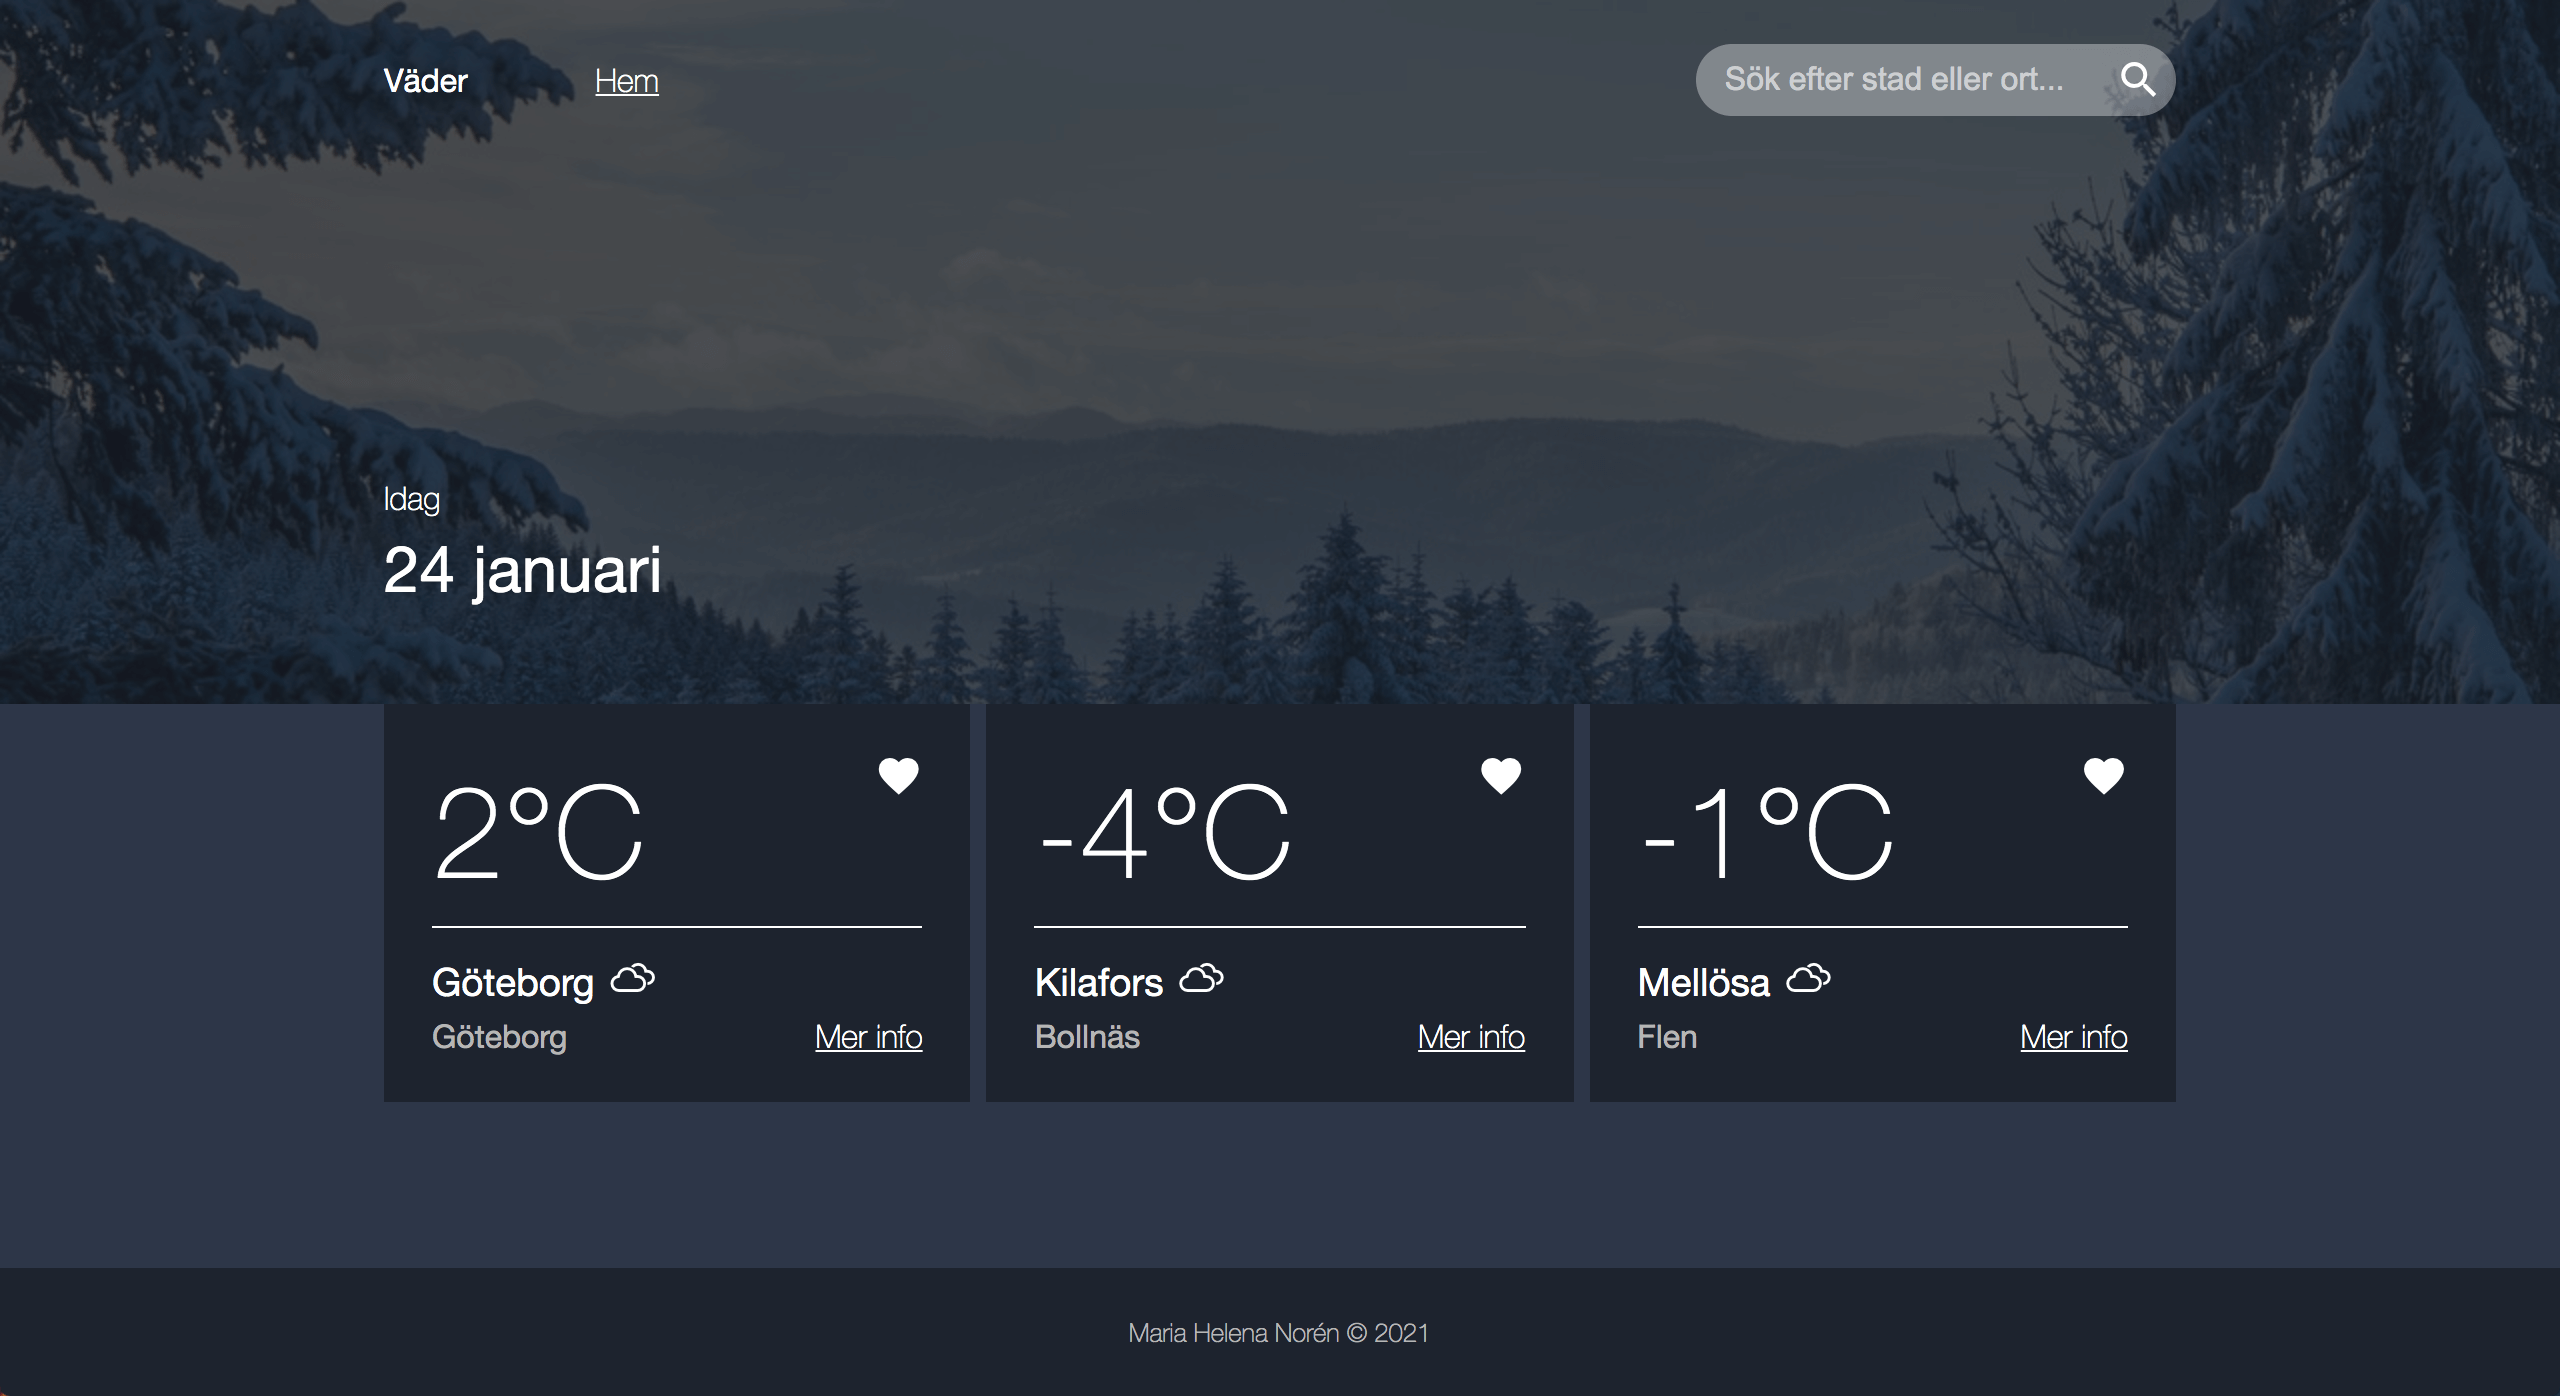 Väder
Hem
Sök efter stad eller ort...
Idag
24 januari
2°C
Göteborg
Göteborg
Mer info
-4°C
Kilafors
Bollnäs
Mer info
-1°C
Mellösa
Flen
Mer info
Maria Helena Norén © 2021